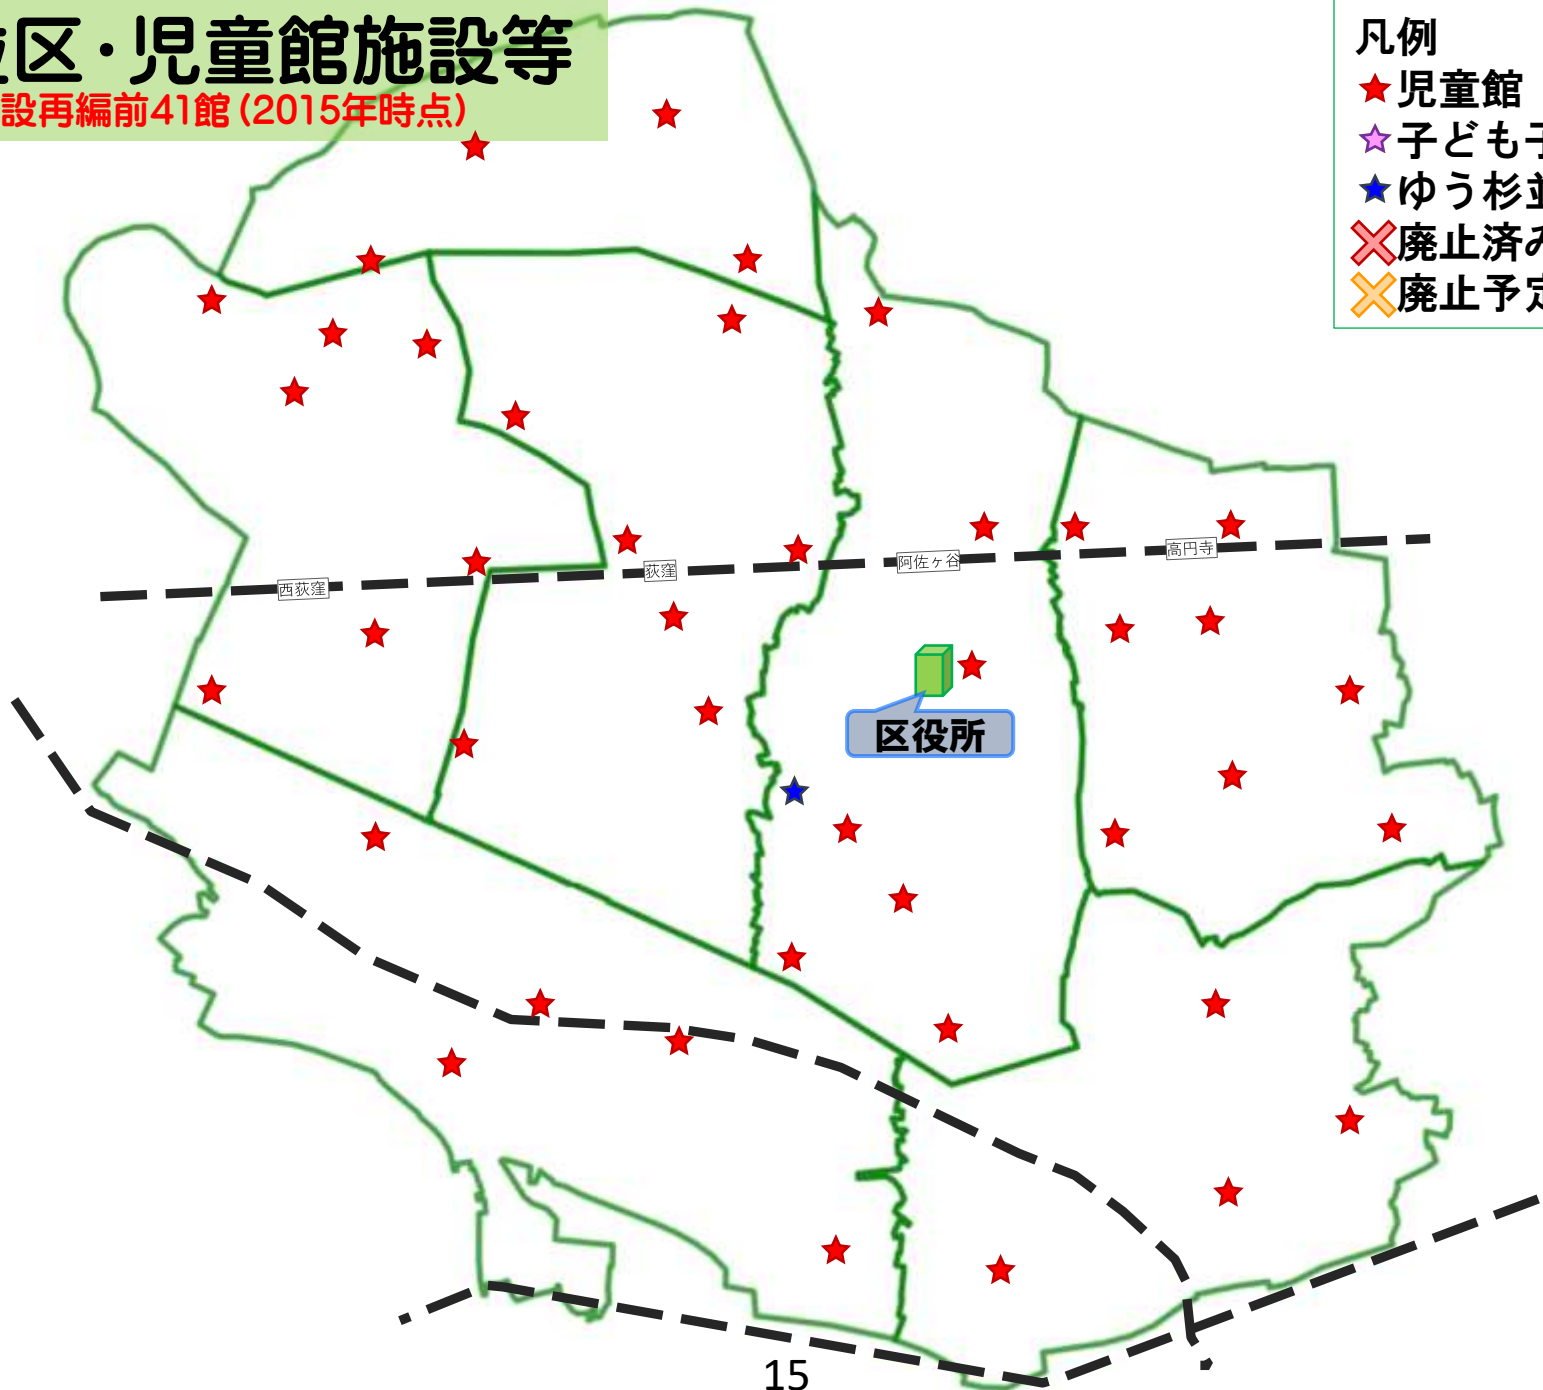 区・児童館施設等
設再編前41館(2015年時点)
凡例
児童館
子ども
ゆう杉並
廃止済み
廃止予定
西荻窪
荻窪
阿佐ヶ谷
高円寺
区役所
15